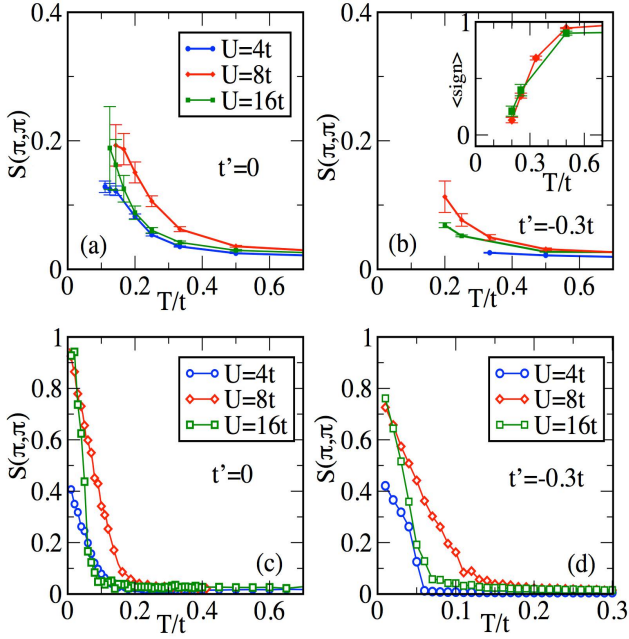 0.4
0.2
0
S(π,π)
U=4t
U=8t
U=16t
t'=0
(a)
0 0.2 0.4 0.6
T/t
0.4
0.2
0
S(π,π)
<sign>
1
0
0 0.3 0.6
T/t
t'=-0.3t
(b)
0 0.2 0.4 0.6
T/t
1
0.8
0.6
0.4
0.2
0
S(π,π)
U=4t
U=8t
U=16t
t'=0
(c)
0 0.2 0.4 0.6
T/t
1
0.8
0.6
0.4
0.2
0
S(π,π)
U=4t
U=8t
U=16t
t'=-0.3t
(d)
0 0.1 0.2 0.3
T/t